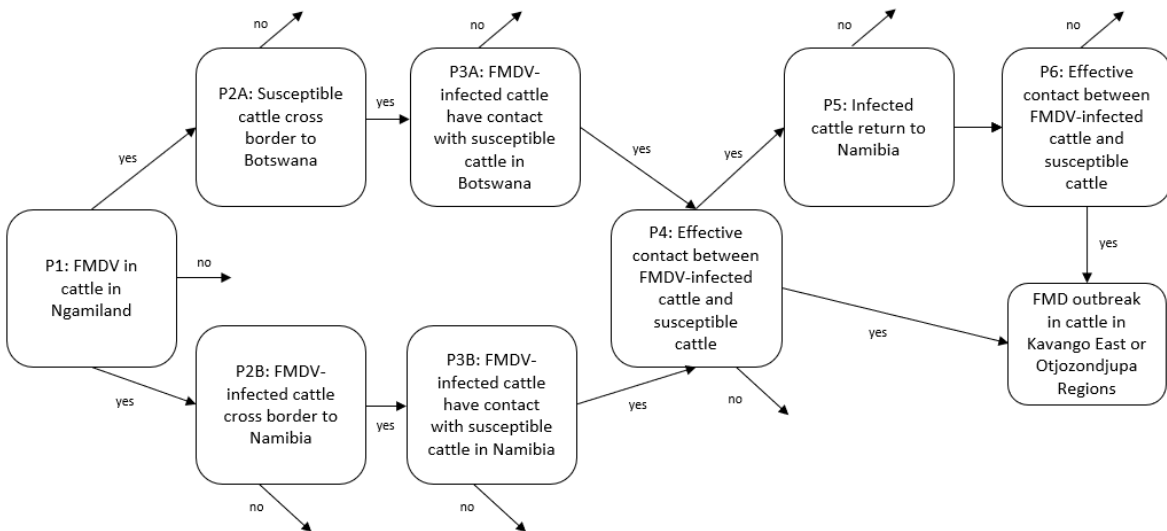 no
no
no
no
P2A: Susceptible
cattle cross
border to
Botswana
yes
P3A: FMDV-
infected cattle
have contact
with susceptible
cattle in
Botswana
P5: Infected
cattle return to
Namibia
P6: Effective
contact between
FMDV-infected
cattle and
susceptible
cattle
yes
yes
yes
P1: FMDV in
cattle in
Ngamiland
no
P4: Effective
contact between
FMDV-infected
cattle and
susceptible
cattle
yes
FMD outbreak
in cattle in
Kavango East or
Otjozondjupa
Regions
yes
yes
P2B: FMDV-
infected cattle
cross border to
Namibia
yes
P3B: FMDV-
infected cattle
have contact
with susceptible
cattle in Namibia
yes
no
no
no